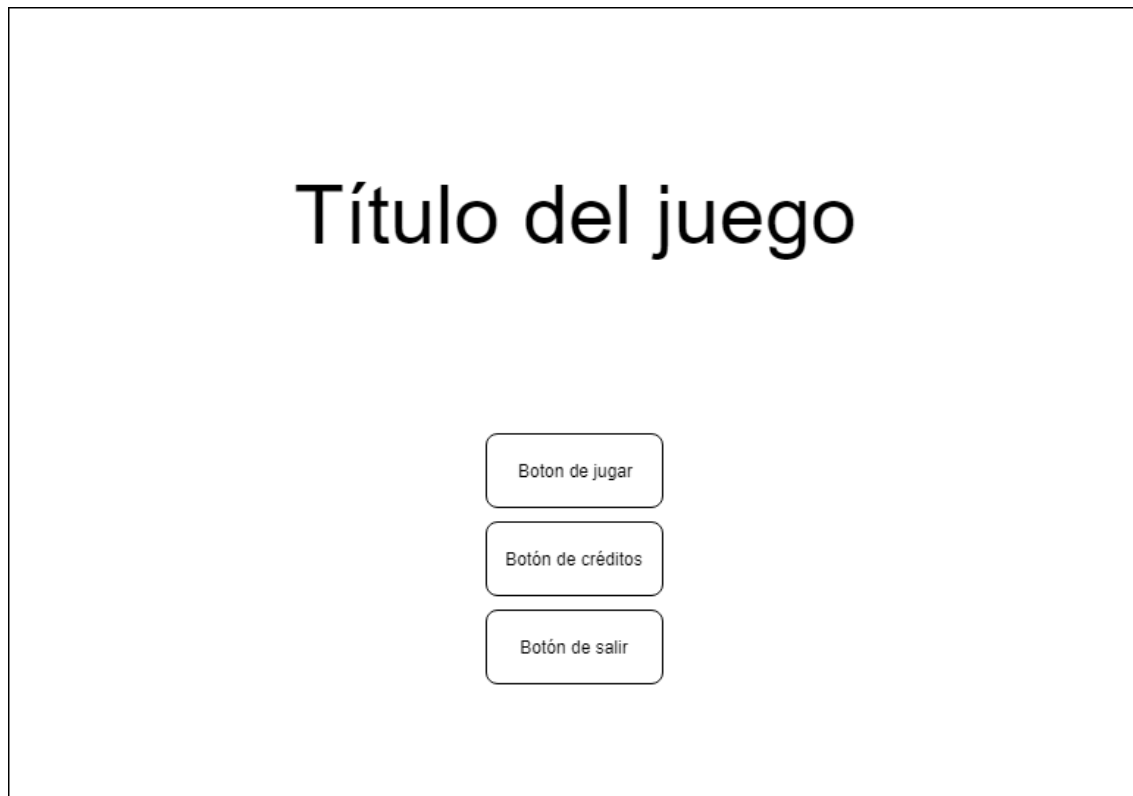 Título del juego
Boton de jugar
Botón de créditos
Botón de salir